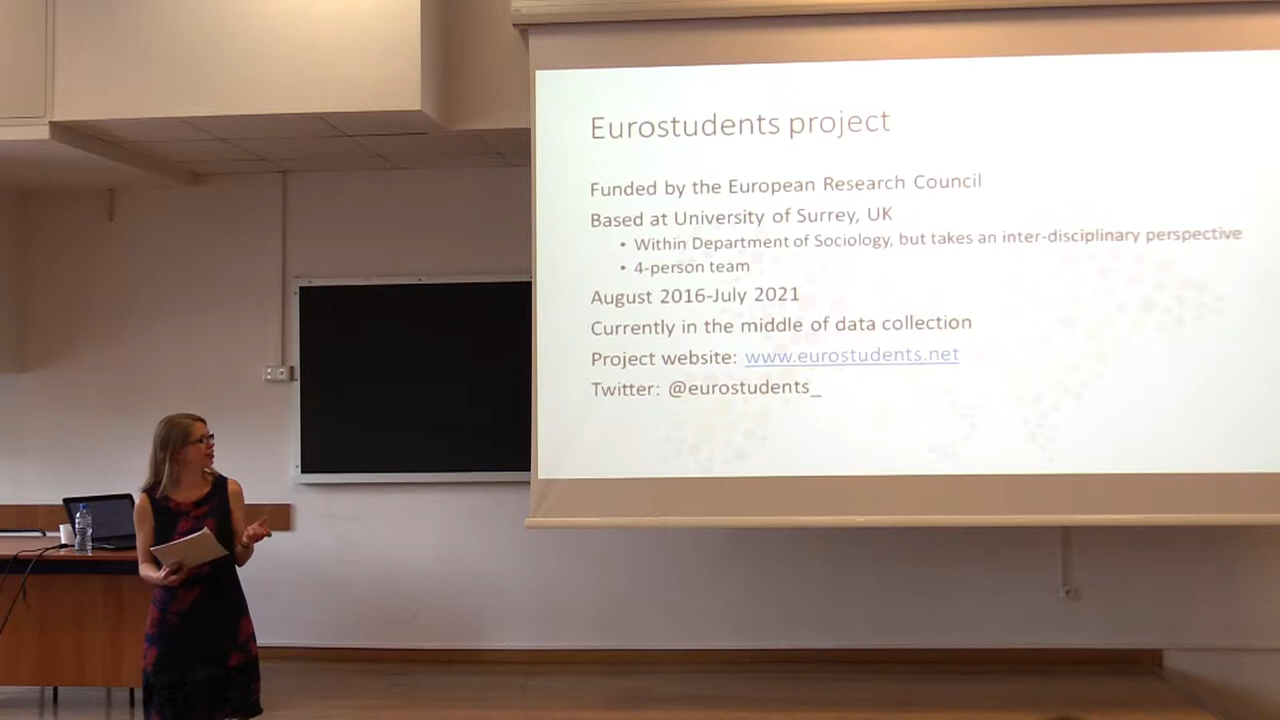 Eurostudents project
Funded by the European Research Council
Based at University of Surrey, UK
• Within Department of Sociology, but takes an inter-disciplinary perspective
• 4-person team
August 2016-July 2021
Currently in the middle of data collection
Project website: www.eurostudents.net
Twitter: @eurostudents_